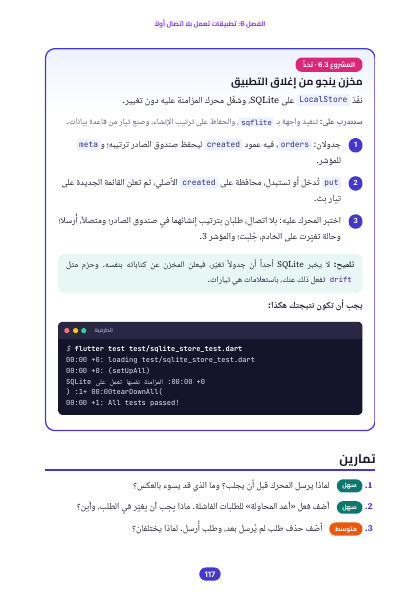 الفصل 6: تطبيقات تعمل بلا اتصال أولاً
المشروع 6.3 · تحدٍّ
مخزن ينجو من إغلاق التطبيق
نفّذ LocalStore على SQLite، وشغّل محرك المزامنة عليه دون تغيير.
ستتدرب على: تنفيذ واجهة بـ sqflite، والحفاظ على ترتيب الإنشاء، وصنع تيار من قاعدة بيانات.
1 جدولان: orders، فيه عمود created ليحفظ صندوق الصادر ترتيبه؛ و meta
للمؤشر.
2 put تُدخل أو تستبدل، محافظة على created الأصلي، ثم تعلن القائمة الجديدة على
تيار بث.
3 اختبر المحرك عليه: بلا اتصال، طلبان بترتيب إنشائهما في صندوق الصادر؛ ومتصلاً، أُرسلا؛
وحالة تغيّرت على الخادم، جُلبت؛ والمؤشر 3.
تلميح: لا يخبر SQLite أحداً أن جدولاً تغيّر، فيعلن المخزن عن كتاباته بنفسه. وحزم مثل
drift تفعل ذلك عنك، باستعلامات هي تيارات.
يجب أن تكون نتيجتك هكذا:
الطرفية
$ flutter test test/sqlite_store_test.dart
00:00 +0: loading test/sqlite_store_test.dart
00:00 +0: (setUpAll)
00:00 +0: المزامنة نفسها تعمل على SQLite
) :1+ 00:00tearDownAll(
00:00 +1: All tests passed!
تمارين
1. سهل لماذا يرسل المحرك قبل أن يجلب؟ وما الذي قد يسوء بالعكس؟
2. سهل أضف فعل «أعد المحاولة» للطلبات الفاشلة. ماذا يجب أن يتغيّر في الطلب، وأين؟
3. متوسط أضف حذف طلب لم يُرسل بعد، وطلب أُرسل. لماذا يختلفان؟
117